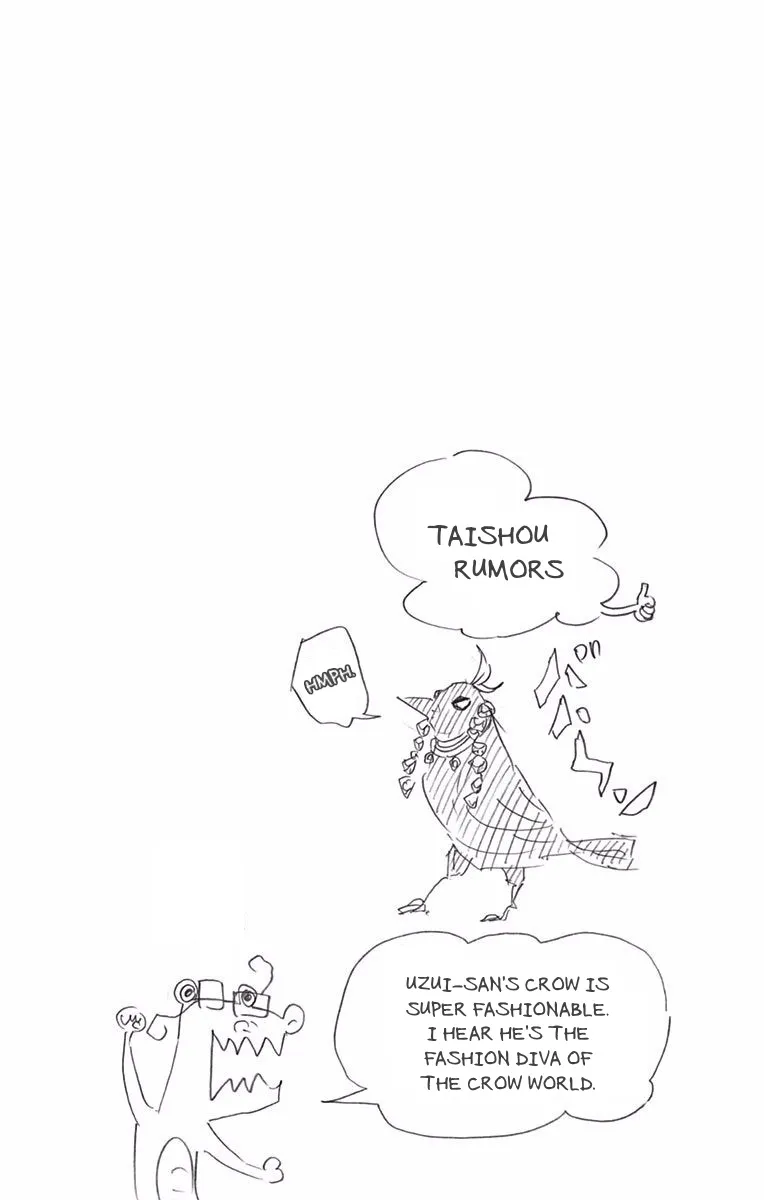 TAISHOU
RUMORS
HMPH.
UZUI-SAN'S CROW IS
SUPER FASHIONABLE.
I HEAR HE'S THE
FASHION DIVA OF
THE CROW WORLD.